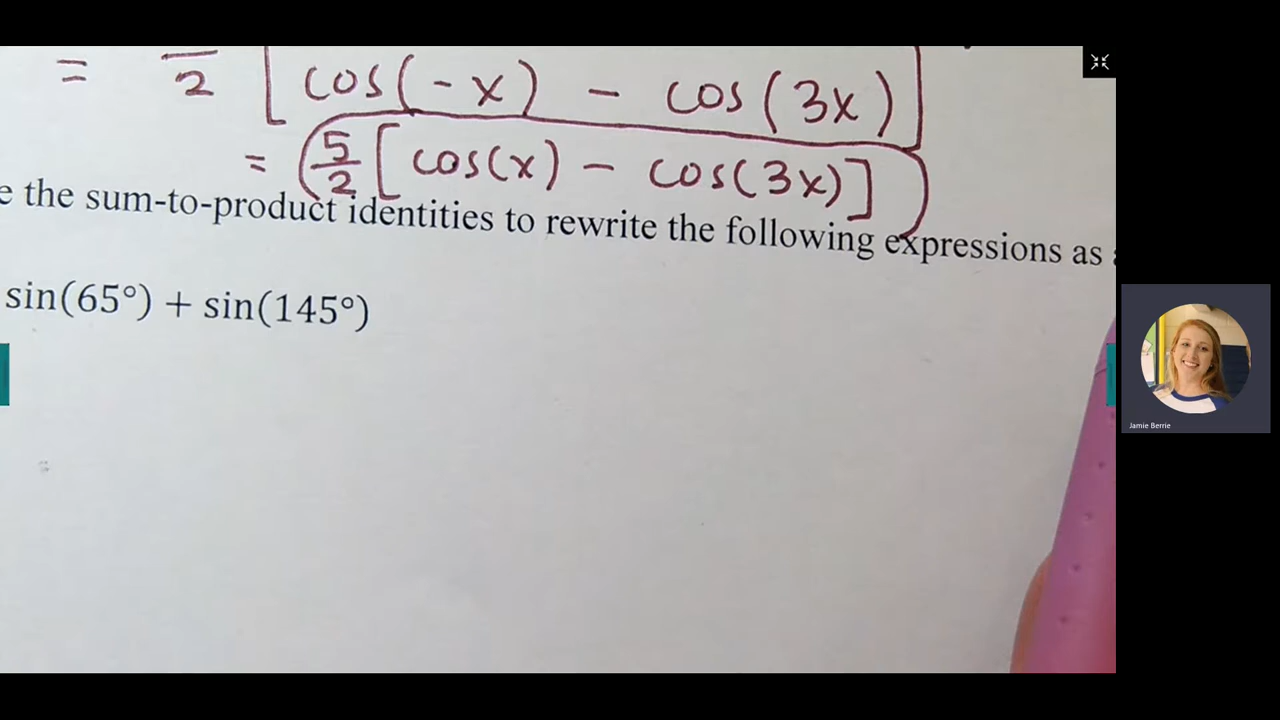 = 2 [ cos(-x) - cos(3x) ]
= 5/2 [ cos(x) - cos(3x) ]
e the sum-to-product identities to rewrite the following expressions as
sin(65°) + sin(145°)
Jamie Berrie